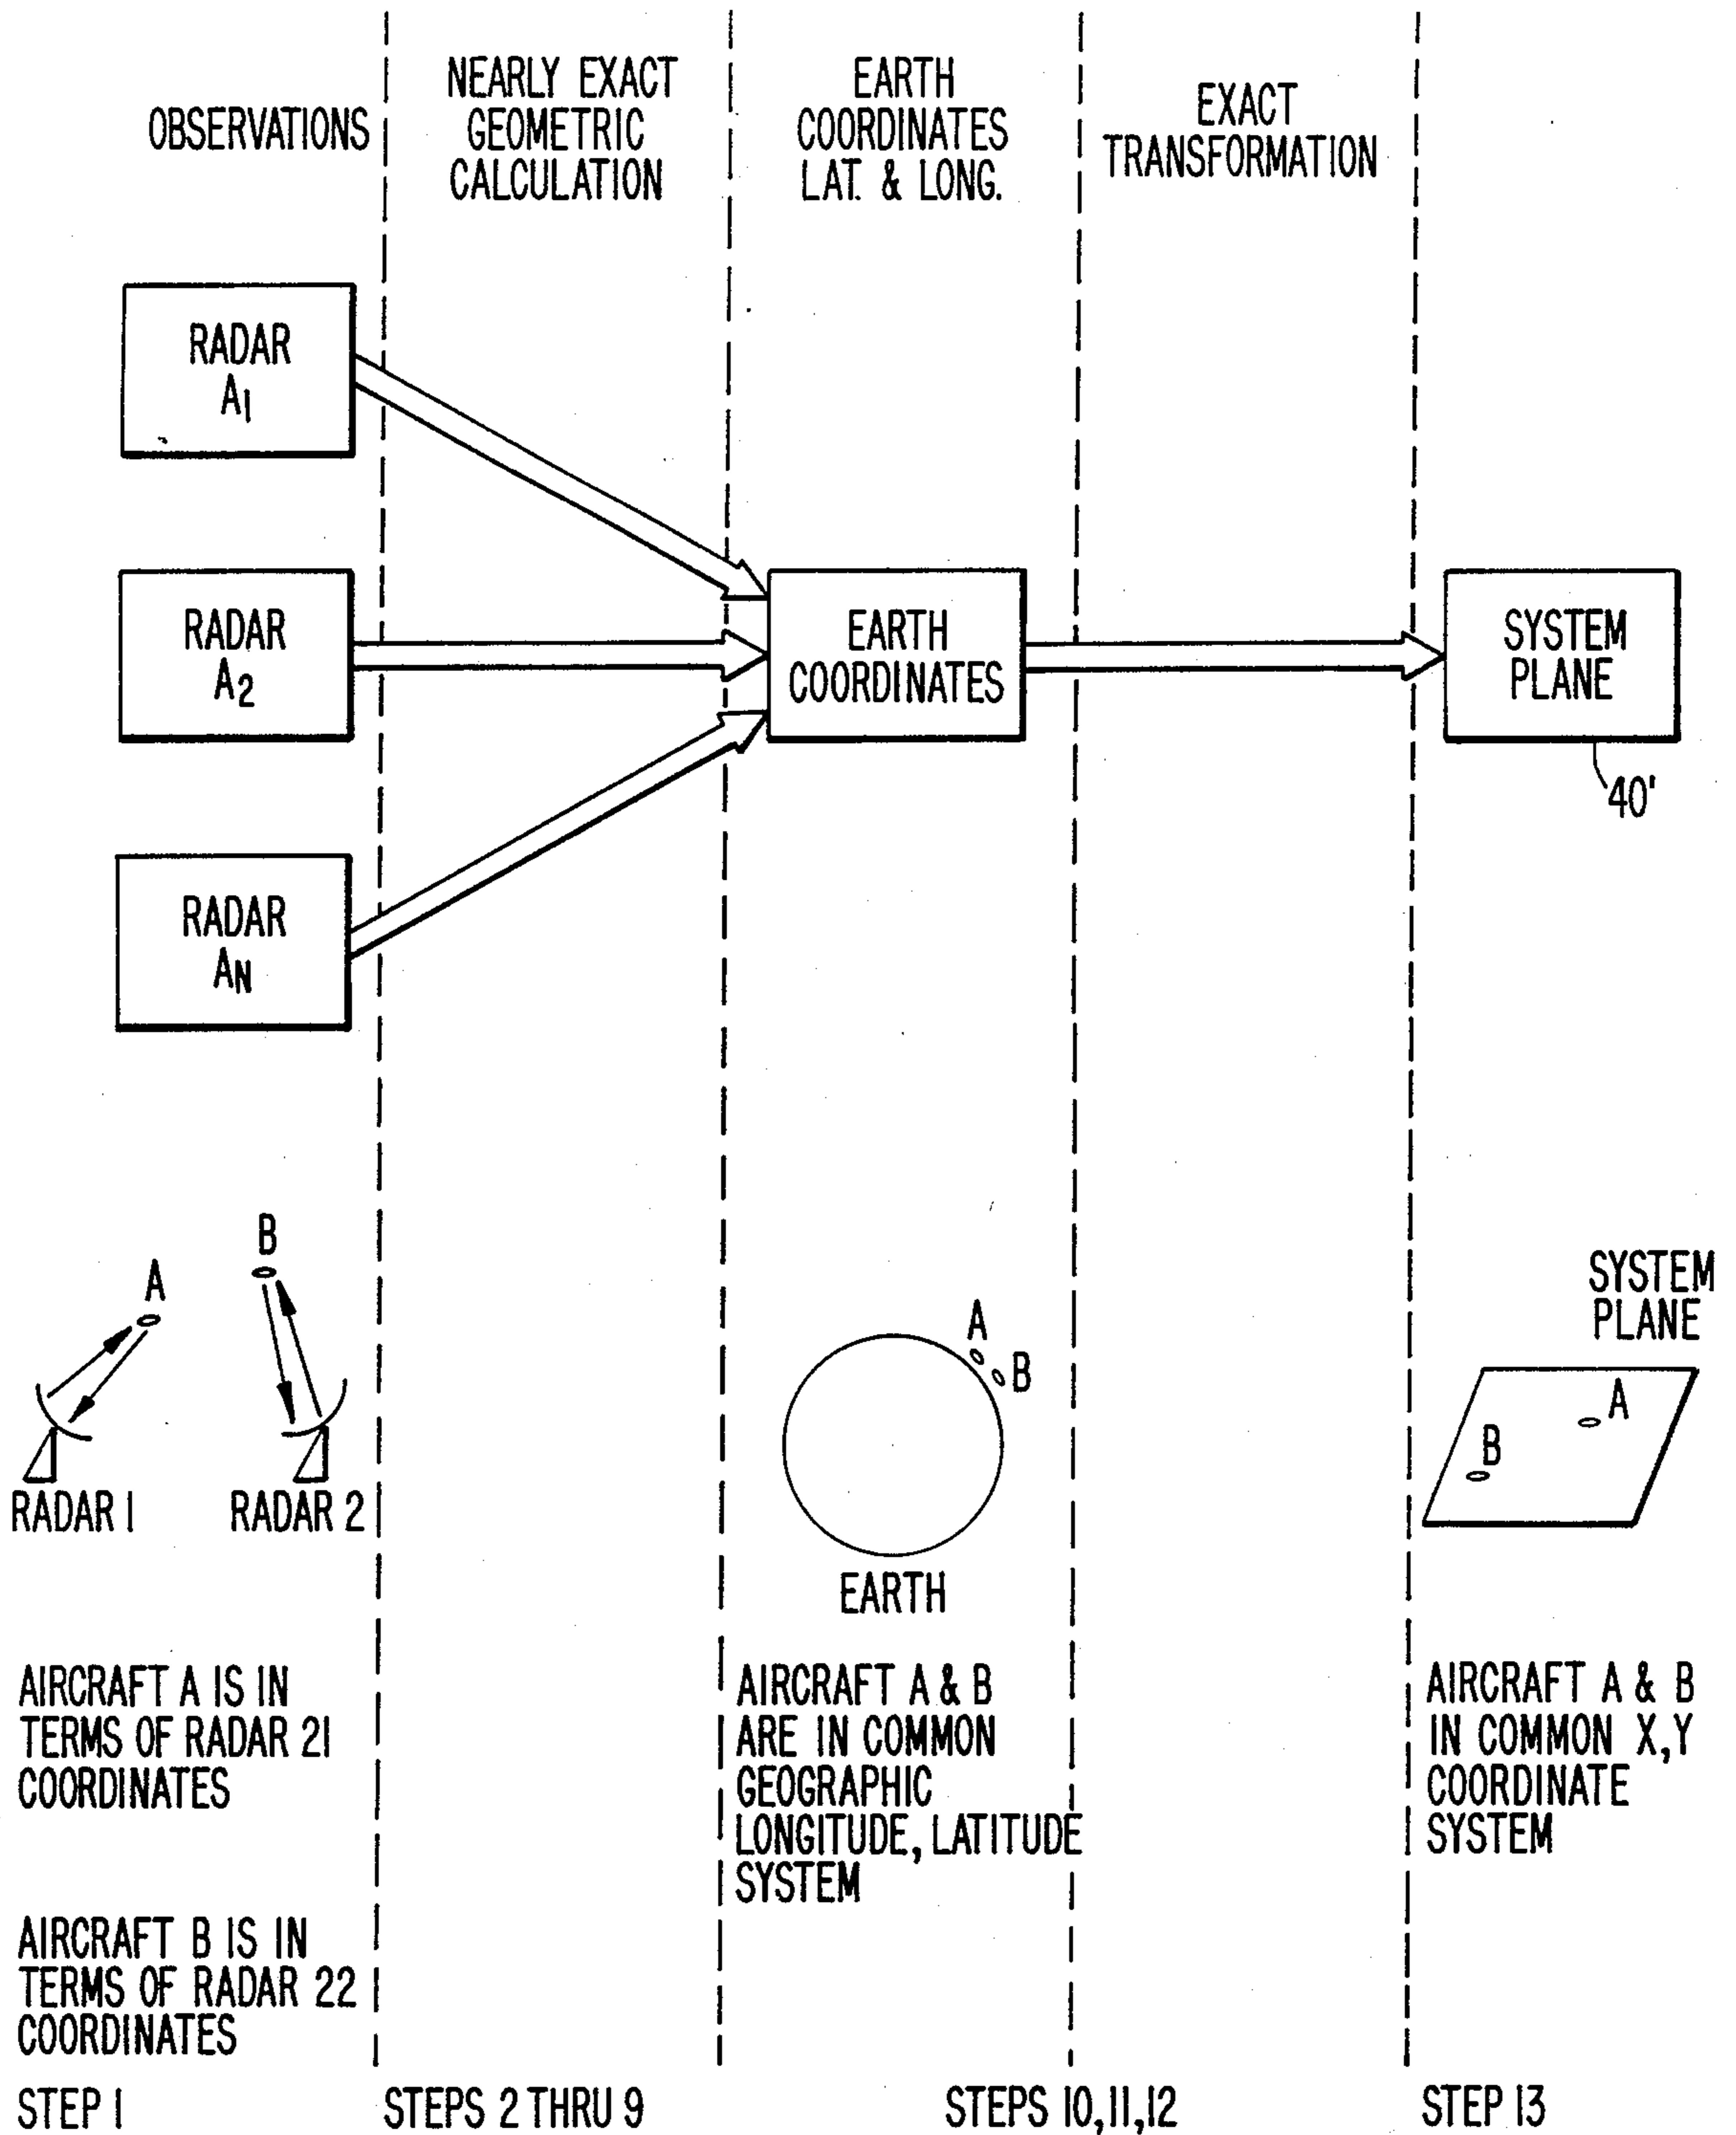 OBSERVATIONS
NEARLY EXACT
GEOMETRIC
CALCULATION
EARTH
COORDINATES
LAT. & LONG.
EXACT
TRANSFORMATION
RADAR
A1
RADAR
A2
RADAR
AN
EARTH
COORDINATES
SYSTEM
PLANE
40'
A
B
RADAR 1
RADAR 2
A
B
EARTH
SYSTEM
PLANE
A
B
AIRCRAFT A IS IN
TERMS OF RADAR 21
COORDINATES
AIRCRAFT B IS IN
TERMS OF RADAR 22
COORDINATES
AIRCRAFT A & B
ARE IN COMMON
GEOGRAPHIC
LONGITUDE, LATITUDE
SYSTEM
AIRCRAFT A & B
IN COMMON X,Y
COORDINATE
SYSTEM
STEP 1
STEPS 2 THRU 9
STEPS 10,11,12
STEP 13